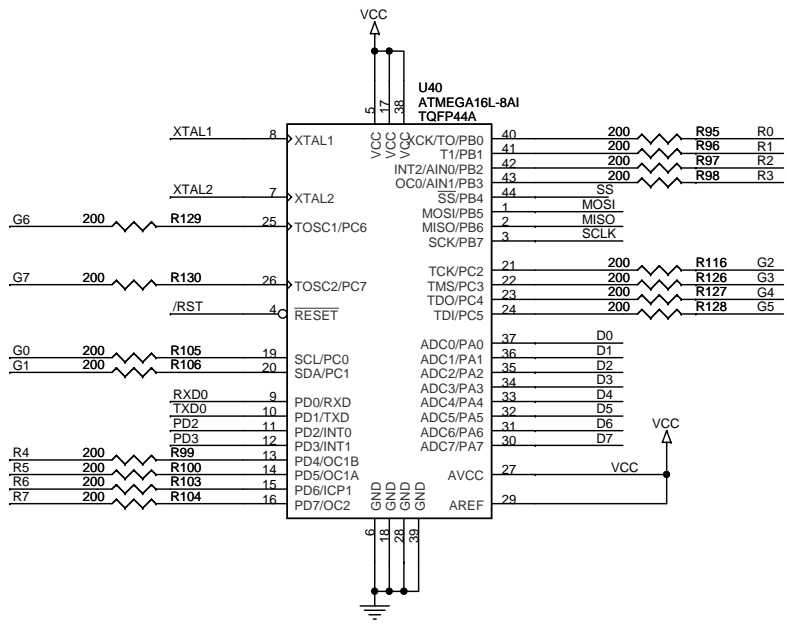 VCC
U40
ATMEGA16L-8AI
TQFP44A
5 17 38
VCC VCC VCC
XTAL1 8 XTAL1
XTAL2 7 XTAL2
G6 200 R129 25 TOSC1/PC6
G7 200 R130 26 TOSC2/PC7
/RST 4 RESET
G0 200 R105 19 SCL/PC0
G1 200 R106 20 SDA/PC1
RXD0 9 PD0/RXD
TXD0 10 PD1/TXD
PD2 11 PD2/INT0
PD3 12 PD3/INT1
R4 200 R99 13 PD4/OC1B
R5 200 R100 14 PD5/OC1A
R6 200 R103 15 PD6/ICP1
R7 200 R104 16 PD7/OC2
XCK/TO/PB0 40 200 R95 R0
T1/PB1 41 200 R96 R1
INT2/AIN0/PB2 42 200 R97 R2
OC0/AIN1/PB3 43 200 R98 R3
SS/PB4 44 SS
MOSI/PB5 1 MOSI
MISO/PB6 2 MISO
SCK/PB7 3 SCLK
TCK/PC2 21 200 R116 G2
TMS/PC3 22 200 R126 G3
TDO/PC4 23 200 R127 G4
TDI/PC5 24 200 R128 G5
ADC0/PA0 37 D0
ADC1/PA1 36 D1
ADC2/PA2 35 D2
ADC3/PA3 34 D3
ADC4/PA4 33 D4
ADC5/PA5 32 D5
ADC6/PA6 31 D6
ADC7/PA7 30 D7
VCC
AVCC 27 VCC
AREF 29
GND GND GND GND
6 18 28 39